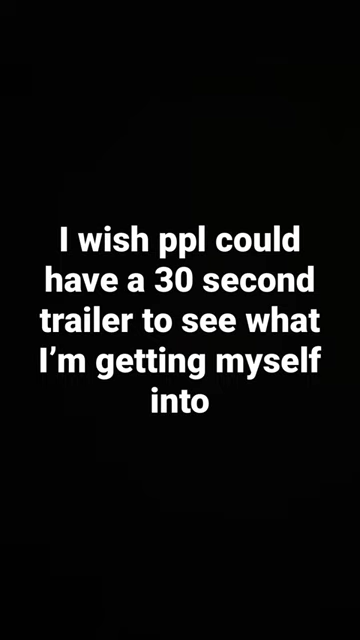 I wish ppl could
have a 30 second
trailer to see what
I’m getting myself
into